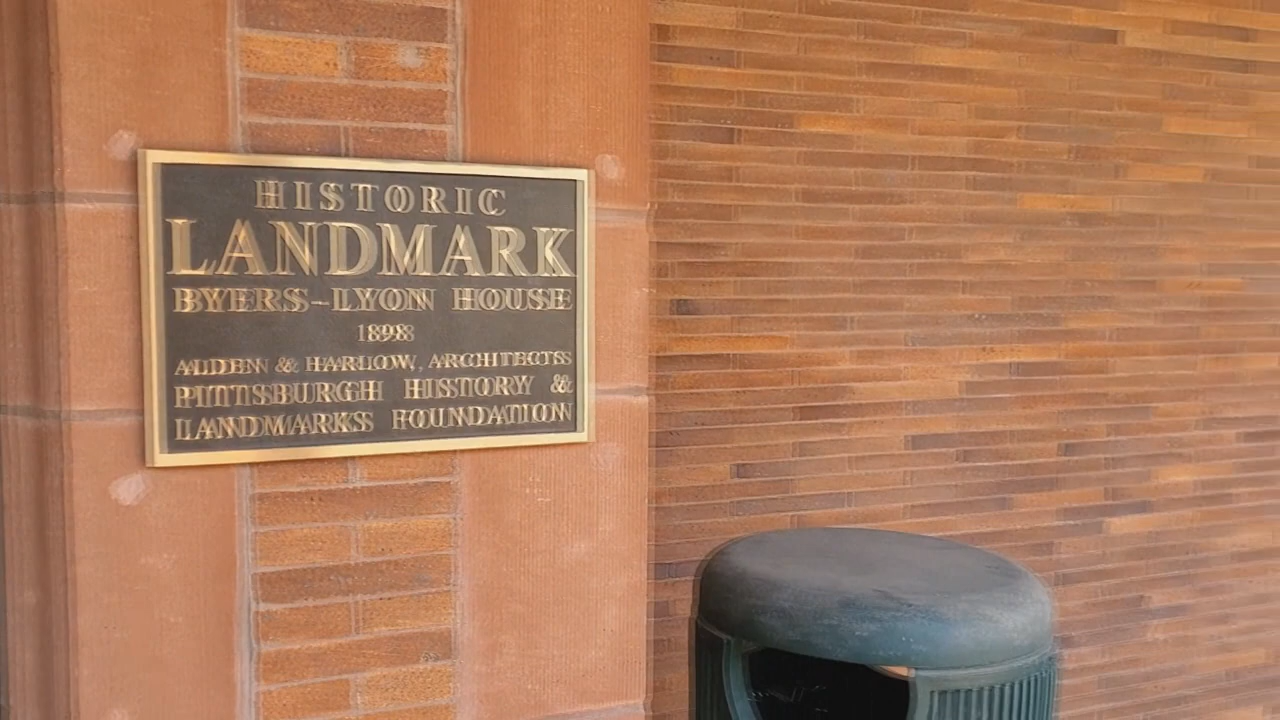 HISTORIC
LANDMARK
BYERS-LYON HOUSE
1898
ALDEN & HARLOW, ARCHITECTS
PITTSBURGH HISTORY &
LANDMARKS FOUNDATION